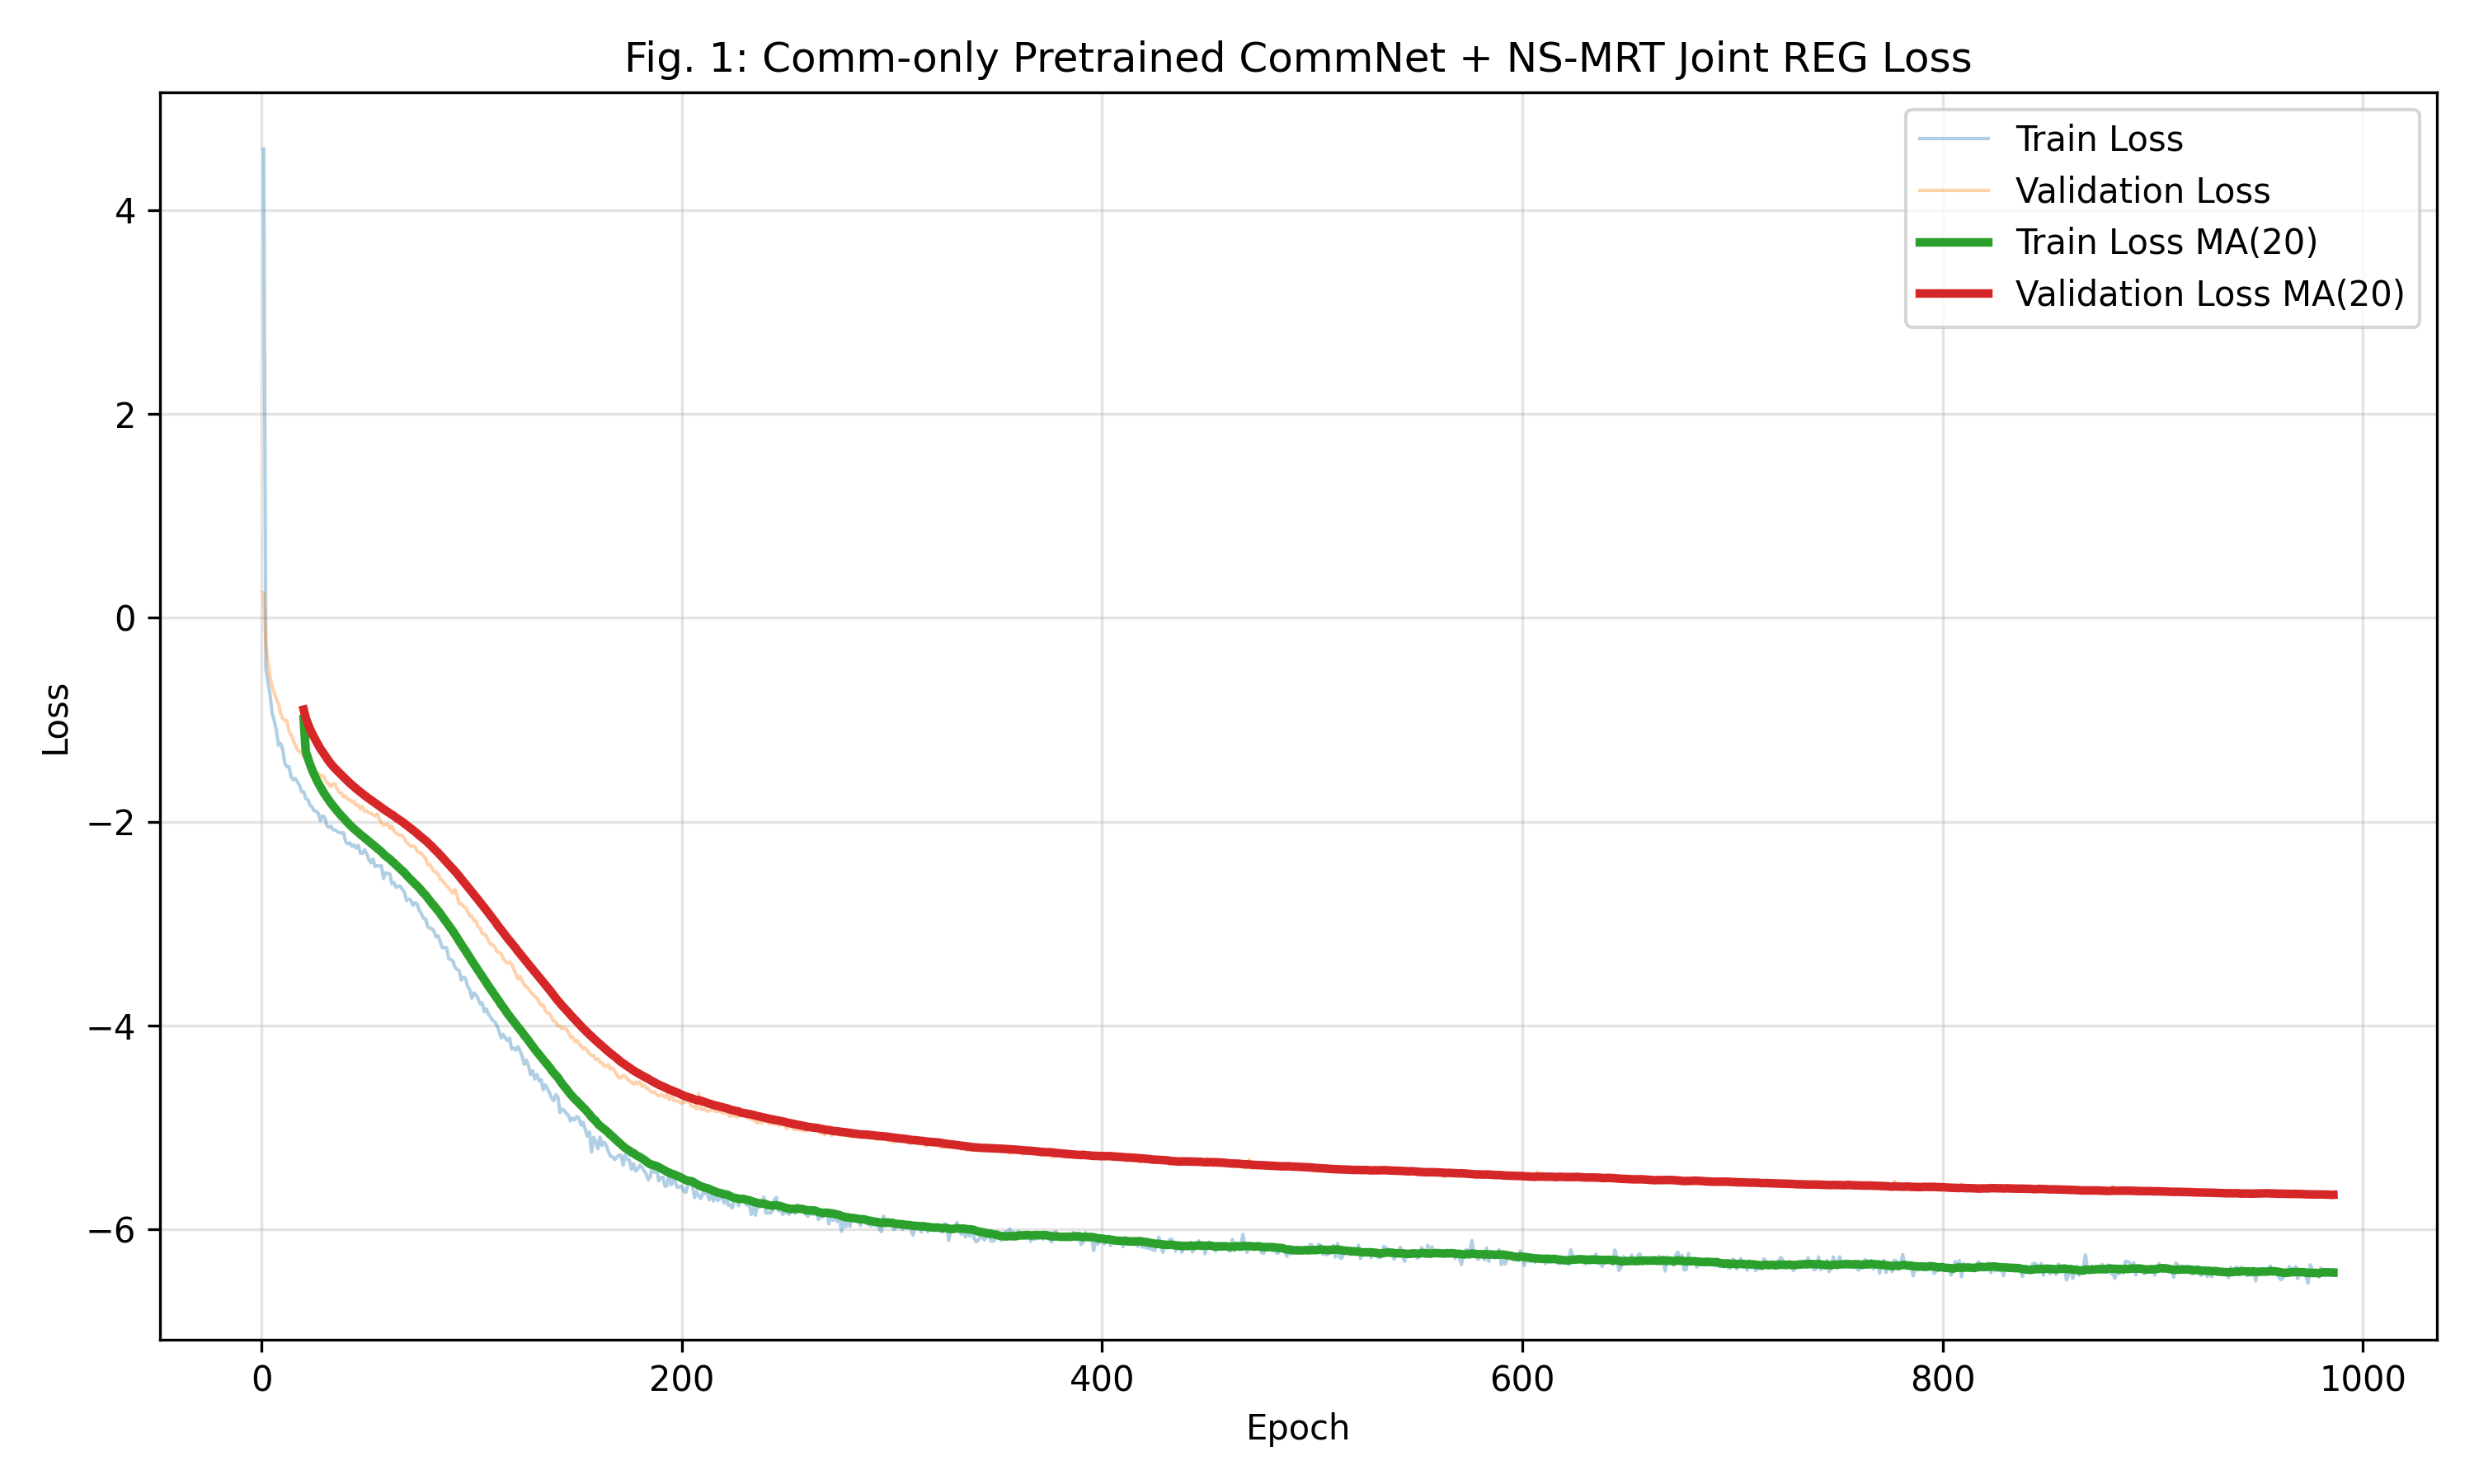 Fig. 1: Comm-only Pretrained CommNet + NS-MRT Joint REG Loss
Train Loss
Validation Loss
Train Loss MA(20)
Validation Loss MA(20)
4
2
0
−2
−4
−6
Loss
0
200
400
600
800
1000
Epoch